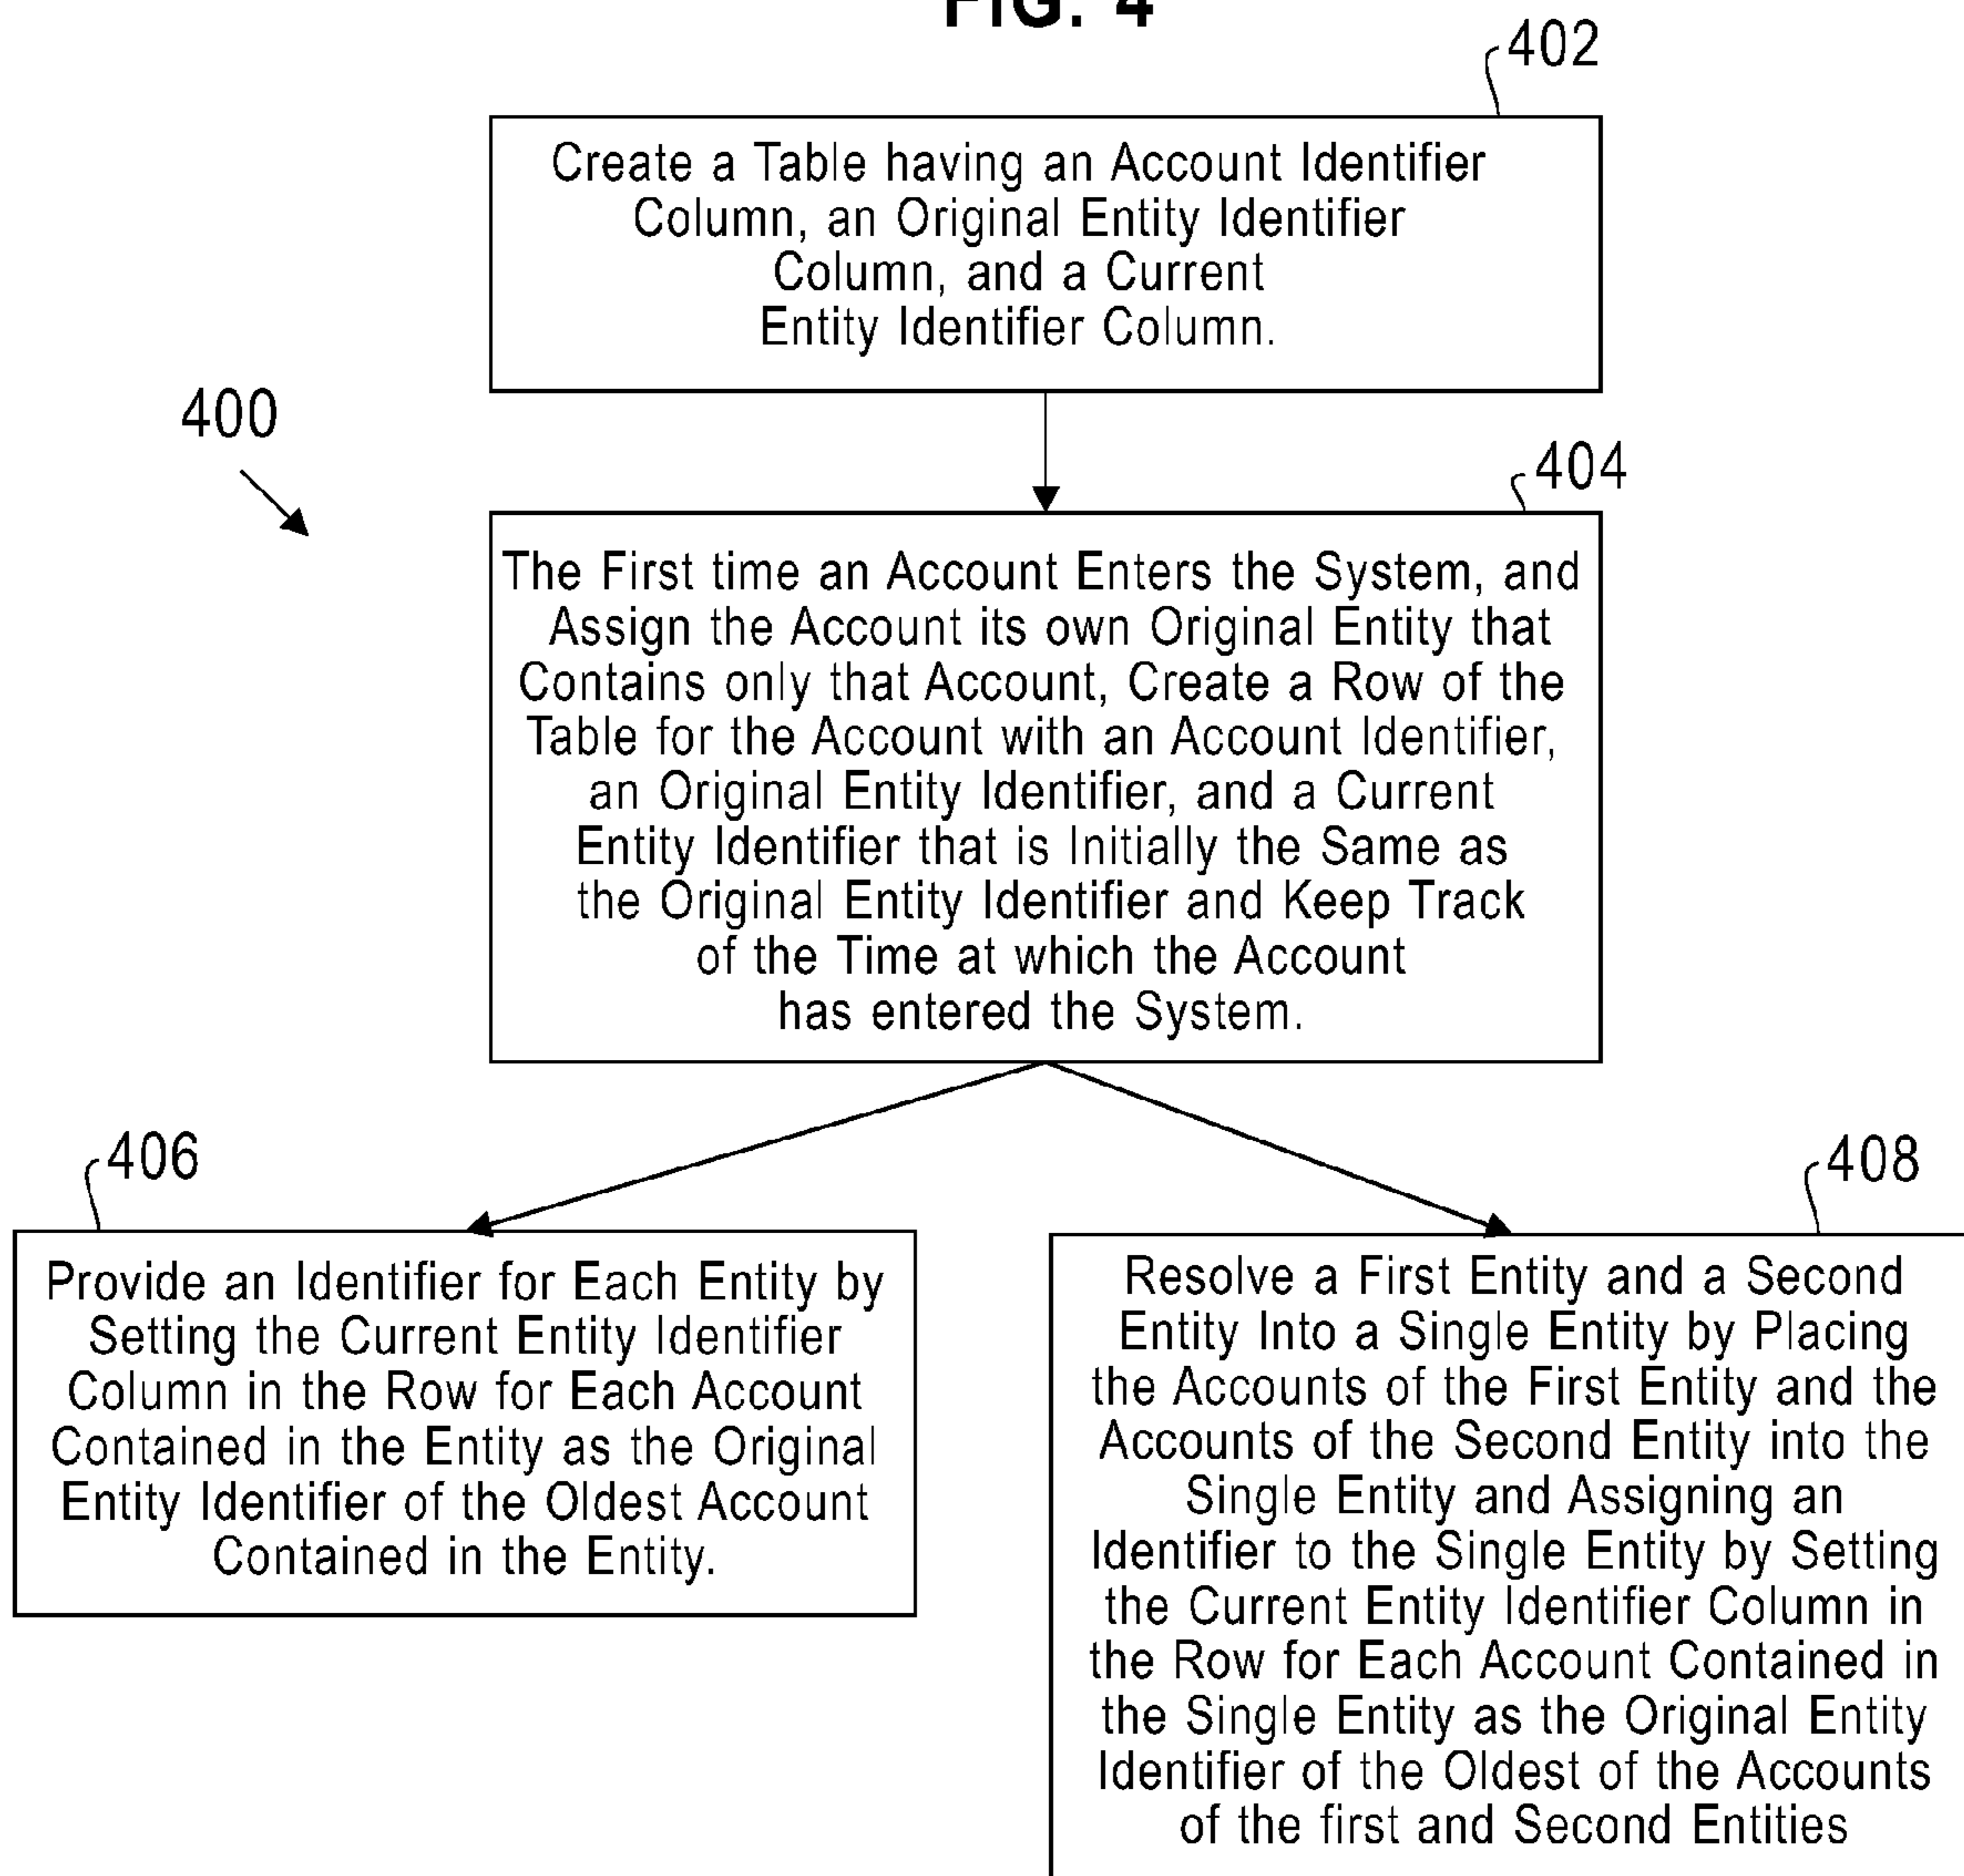 FIG. 4
402
Create a Table having an Account Identifier
Column, an Original Entity Identifier
Column, and a Current
Entity Identifier Column.
400
404
The First time an Account Enters the System, and
Assign the Account its own Original Entity that
Contains only that Account, Create a Row of the
Table for the Account with an Account Identifier,
an Original Entity Identifier, and a Current
Entity Identifier that is Initially the Same as
the Original Entity Identifier and Keep Track
of the Time at which the Account
has entered the System.
406
Provide an Identifier for Each Entity by
Setting the Current Entity Identifier
Column in the Row for Each Account
Contained in the Entity as the Original
Entity Identifier of the Oldest Account
Contained in the Entity.
408
Resolve a First Entity and a Second
Entity Into a Single Entity by Placing
the Accounts of the First Entity and the
Accounts of the Second Entity into the
Single Entity and Assigning an
Identifier to the Single Entity by Setting
the Current Entity Identifier Column in
the Row for Each Account Contained in
the Single Entity as the Original Entity
Identifier of the Oldest of the Accounts
of the first and Second Entities